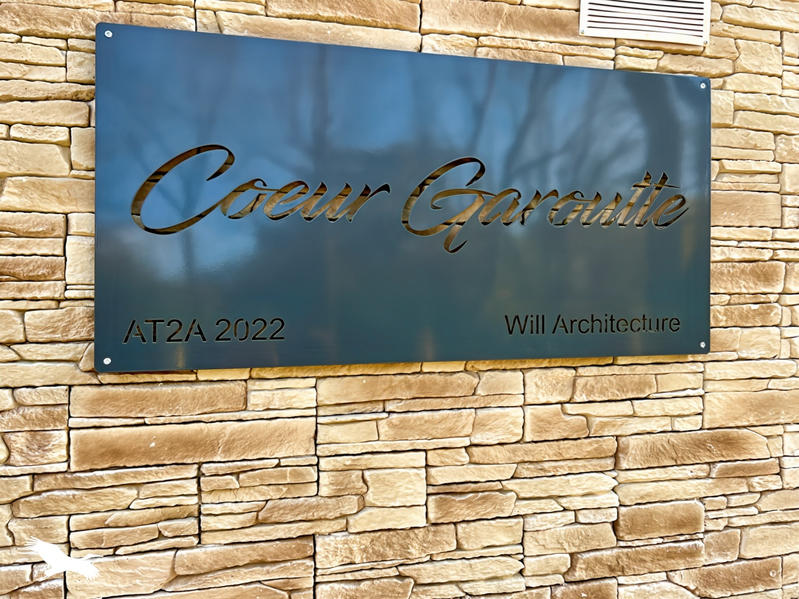 Coeur Garoutte
AT2A 2022
Will Architecture